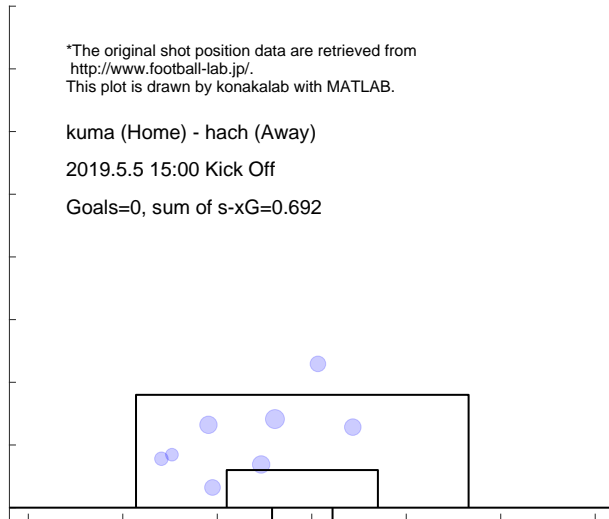 *The original shot position data are retrieved from
http://www.football-lab.jp/.
This plot is drawn by konakalab with MATLAB.
kuma (Home) - hach (Away)
2019.5.5 15:00 Kick Off
Goals=0, sum of s-xG=0.692